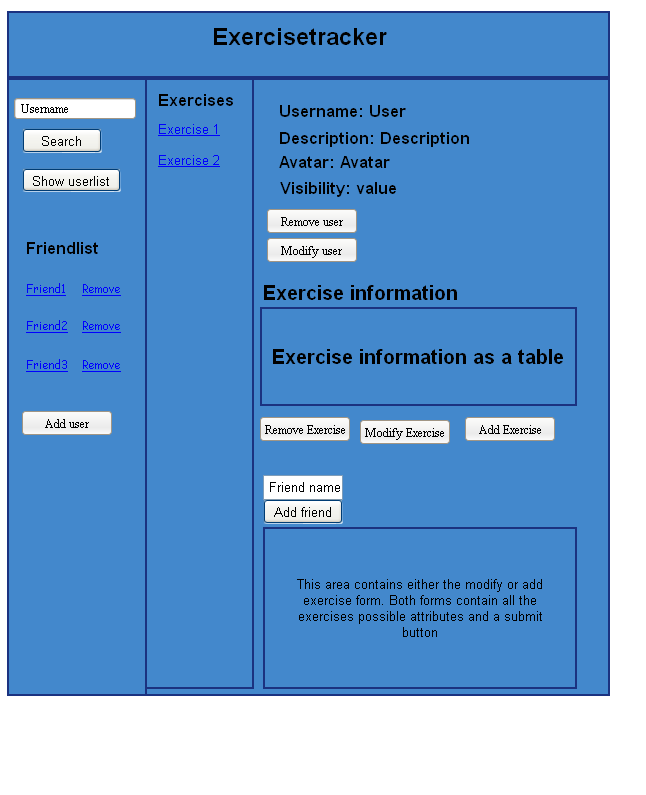 Exercisetracker
Username
Search
Show userlist
Friendlist
Friend1 Remove
Friend2 Remove
Friend3 Remove
Add user
Exercises
Exercise 1
Exercise 2
Username: User
Description: Description
Avatar: Avatar
Visibility: value
Remove user
Modify user
Exercise information
Exercise information as a table
Remove Exercise Modify Exercise Add Exercise
Friend name
Add friend
This area contains either the modify or add
exercise form. Both forms contain all the
exercises possible attributes and a submit
button